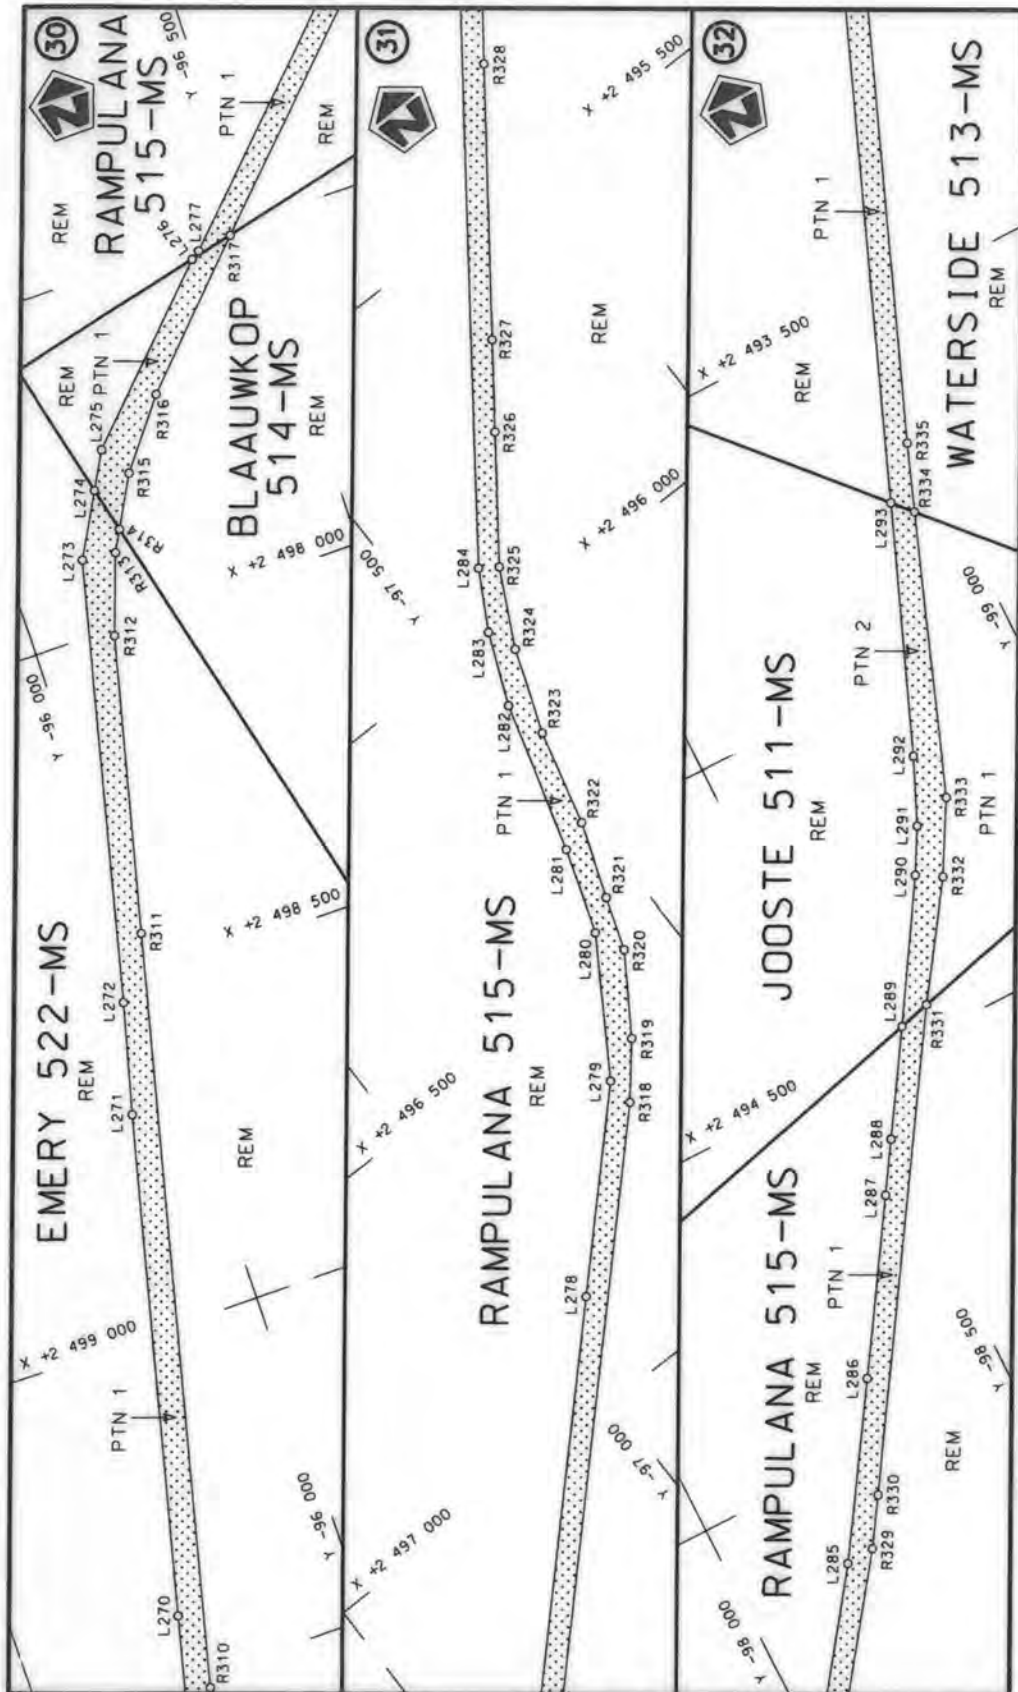 30
RAMPULANA
515-MS
REM
Y -96 500
PTN 1
REM
L276
L277
R317
REM
PTN 1
L275
L274
L273
R316
R315
R314
R313
R312
BLAAUWKOP
514-MS
REM
X +2 498 000
Y -96 000
EMERY 522-MS
REM
R311
X +2 498 500
L272
L271
REM
X +2 499 000
PTN 1
Y -96 000
L270
R310
31
R328
X +2 495 500
R327
REM
R326
X +2 496 000
Y -97 500
L284
R325
L283
R324
L282
R323
PTN 1
R322
L281
R321
L280
R320
RAMPULANA 515-MS
REM
R319
L279
R318
X +2 496 500
L278
Y -97 000
X +2 497 000
32
WATERSIDE 513-MS
REM
PTN 1
X +2 493 500
REM
R335
R334
L293
Y -99 000
PTN 2
JOOSTE 511-MS
REM
L292
R333
L291
PTN 1
L290
R332
L289
R331
X +2 494 500
L288
L287
RAMPULANA 515-MS
REM
PTN 1
Y -98 500
L286
REM
R330
R329
L285
Y -98 000